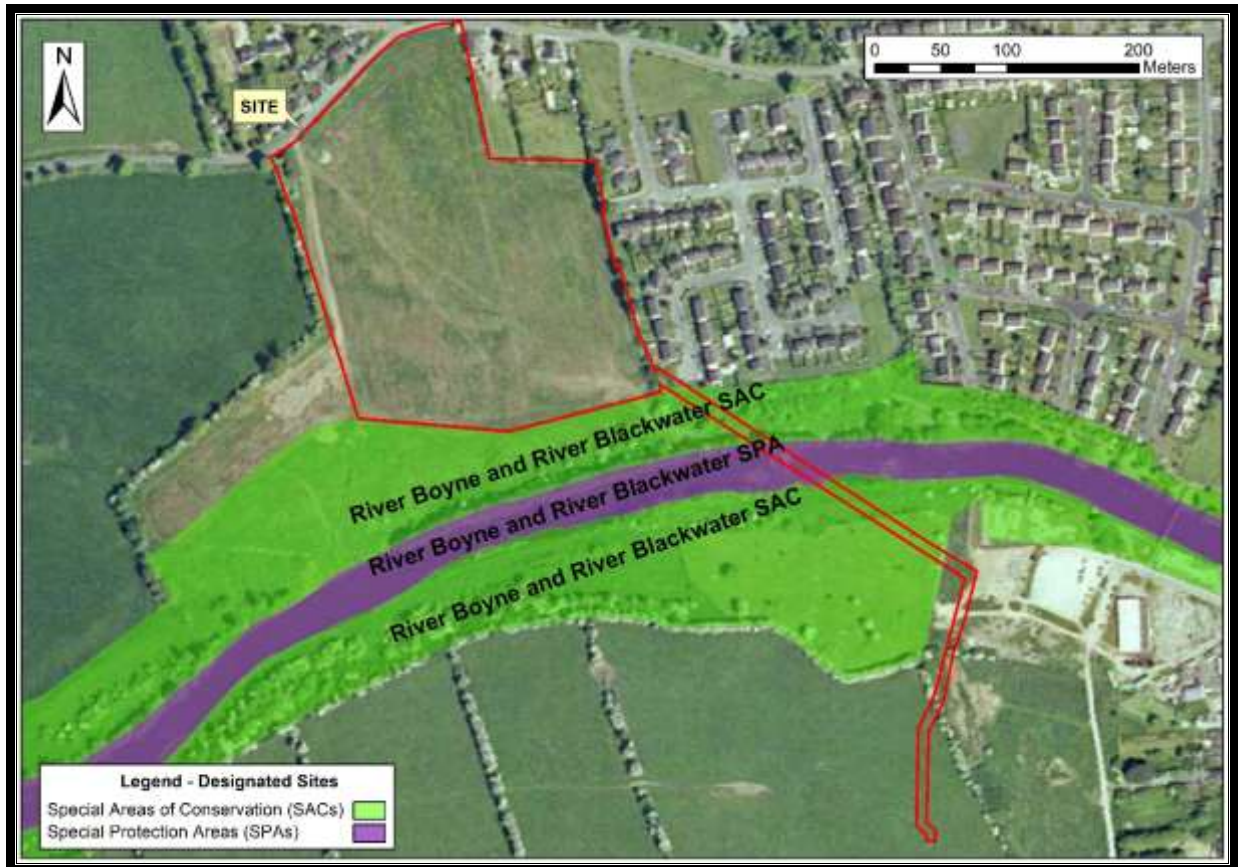 N
0 50 100 200
Meters
SITE
River Boyne and River Blackwater SAC
River Boyne and River Blackwater SPA
River Boyne and River Blackwater SAC
Legend - Designated Sites
Special Areas of Conservation (SACs)
Special Protection Areas (SPAs)